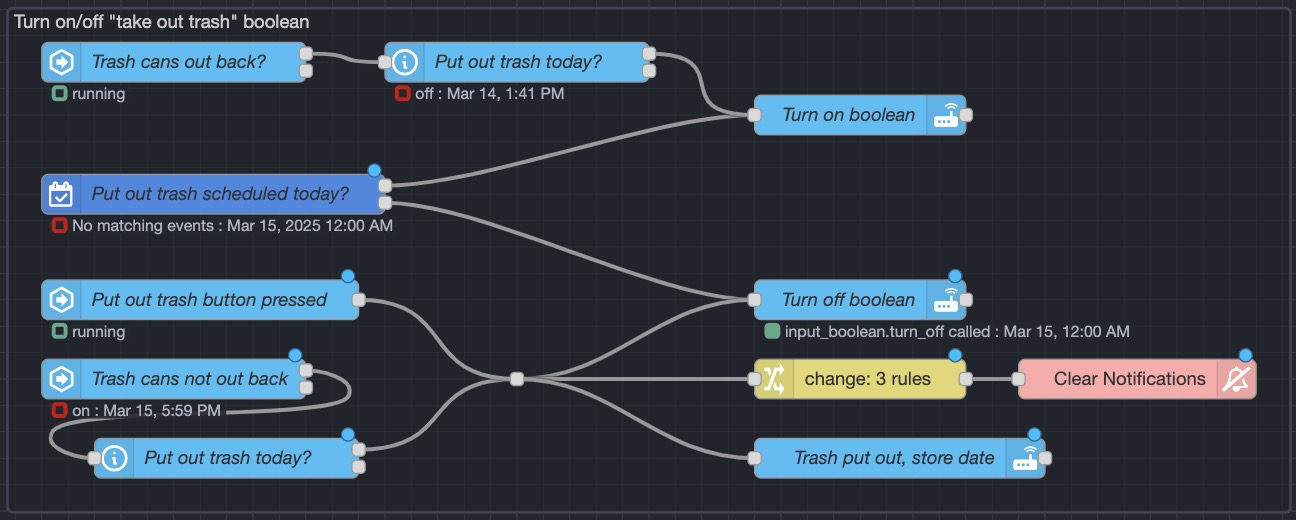 Turn on/off "take out trash" boolean
Trash cans out back?
Put out trash today?
running
off : Mar 14, 1:41 PM
Turn on boolean
Put out trash scheduled today?
No matching events : Mar 15, 2025 12:00 AM
Put out trash button pressed
Turn off boolean
running
input_boolean.turn_off called : Mar 15, 12:00 AM
Trash cans not out back
change: 3 rules
Clear Notifications
on : Mar 15, 5:59 PM
Put out trash today?
Trash put out, store date